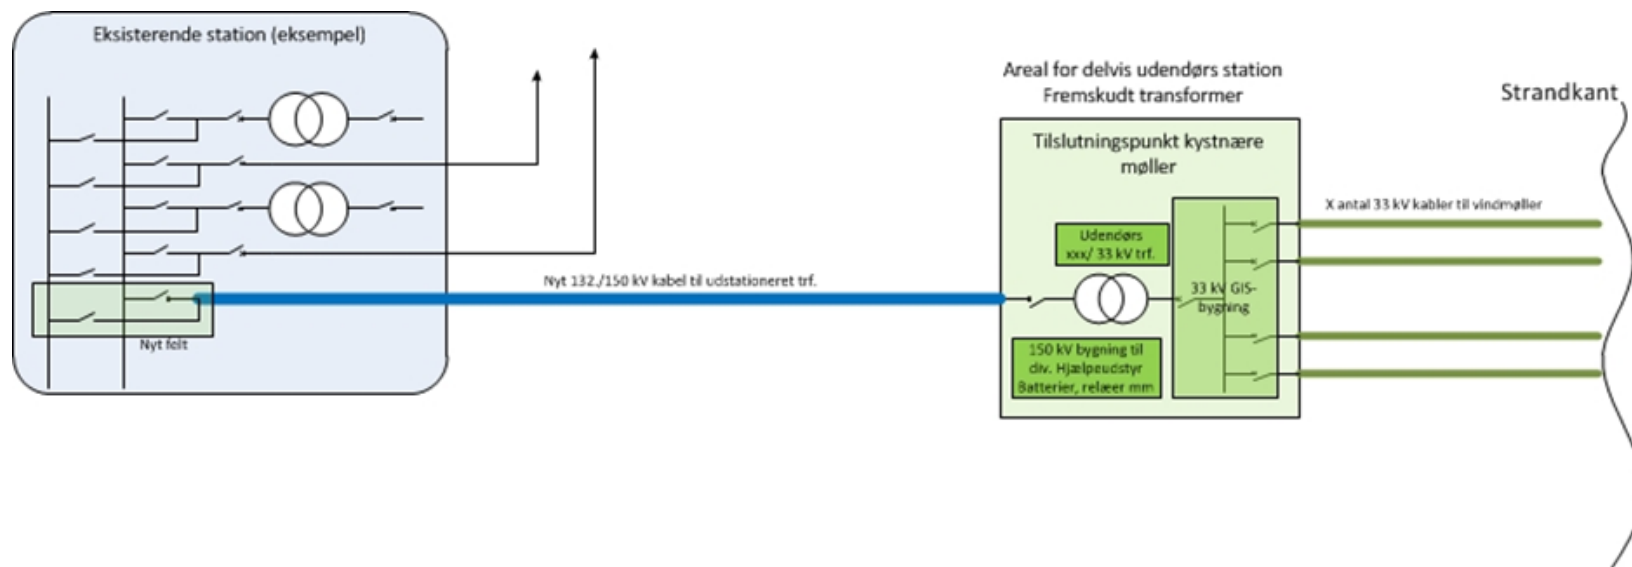 Eksisterende station (eksempel)
Nyt felt
Nyt 132./150 kV kabel til udstationeret trf.
Areal for delvis udendørs station
Fremskudt transformer
Tilslutningspunkt kystnære
møller
Udendørs
xxx/ 33 kV trf.
33 kV GIS-
bygning
150 kV bygning til
div. Hjælpeudstyr
Batterier, relæer mm
X antal 33 kV kabler til vindmøller
Strandkant